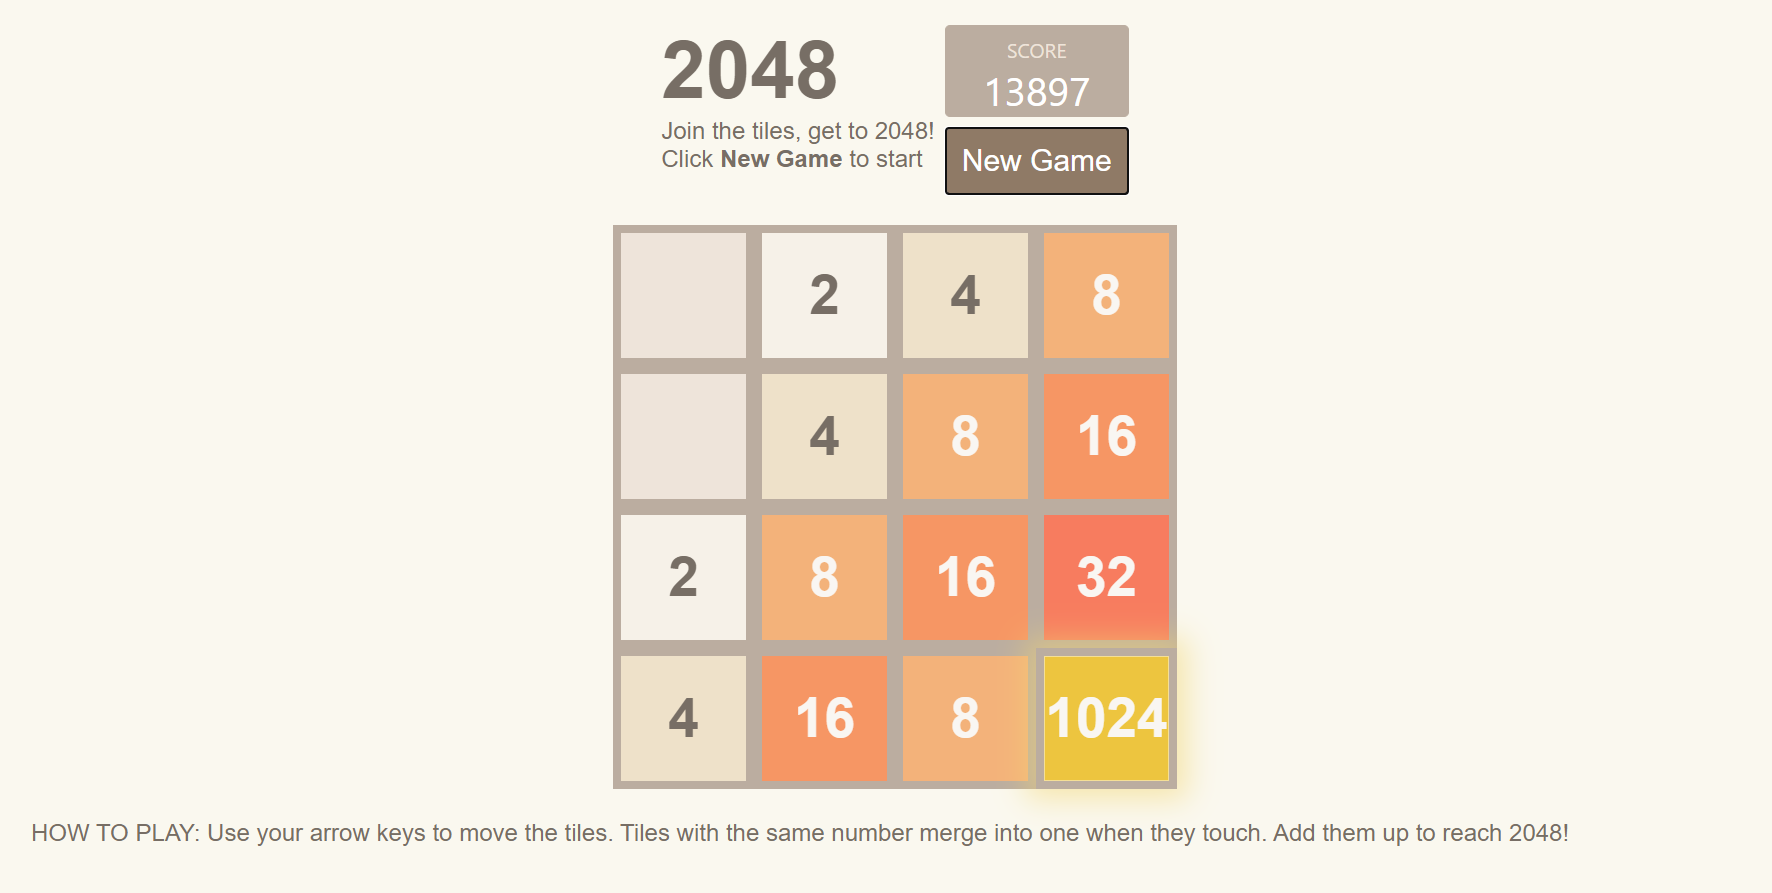 2048
SCORE
13897
Join the tiles, get to 2048!
Click New Game to start
New Game
2 4 8
4 8 16
2 8 16 32
4 16 8 1024
HOW TO PLAY: Use your arrow keys to move the tiles. Tiles with the same number merge into one when they touch. Add them up to reach 2048!